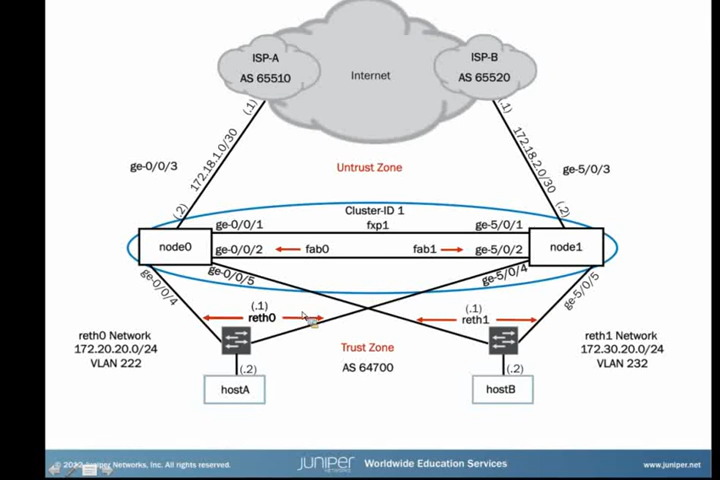 ISP-A
AS 65510
Internet
ISP-B
AS 65520
(.1)
(.1)
172.18.1.0/30
172.18.2.0/30
ge-0/0/3
Untrust Zone
ge-5/0/3
(.2)
(.2)
Cluster-ID 1
ge-0/0/1
fxp1
ge-5/0/1
node0
node1
ge-0/0/2
fab0
fab1
ge-5/0/2
ge-0/0/4
ge-0/0/5
ge-5/0/4
ge-5/0/5
(.1)
reth0
(.1)
reth1
reth0 Network
172.20.20.0/24
VLAN 222
Trust Zone
AS 64700
reth1 Network
172.30.20.0/24
VLAN 232
(.2)
(.2)
hostA
hostB
Networks, Inc. All rights reserved.
JUNIPER
NETWORKS
Worldwide Education Services
www.juniper.net